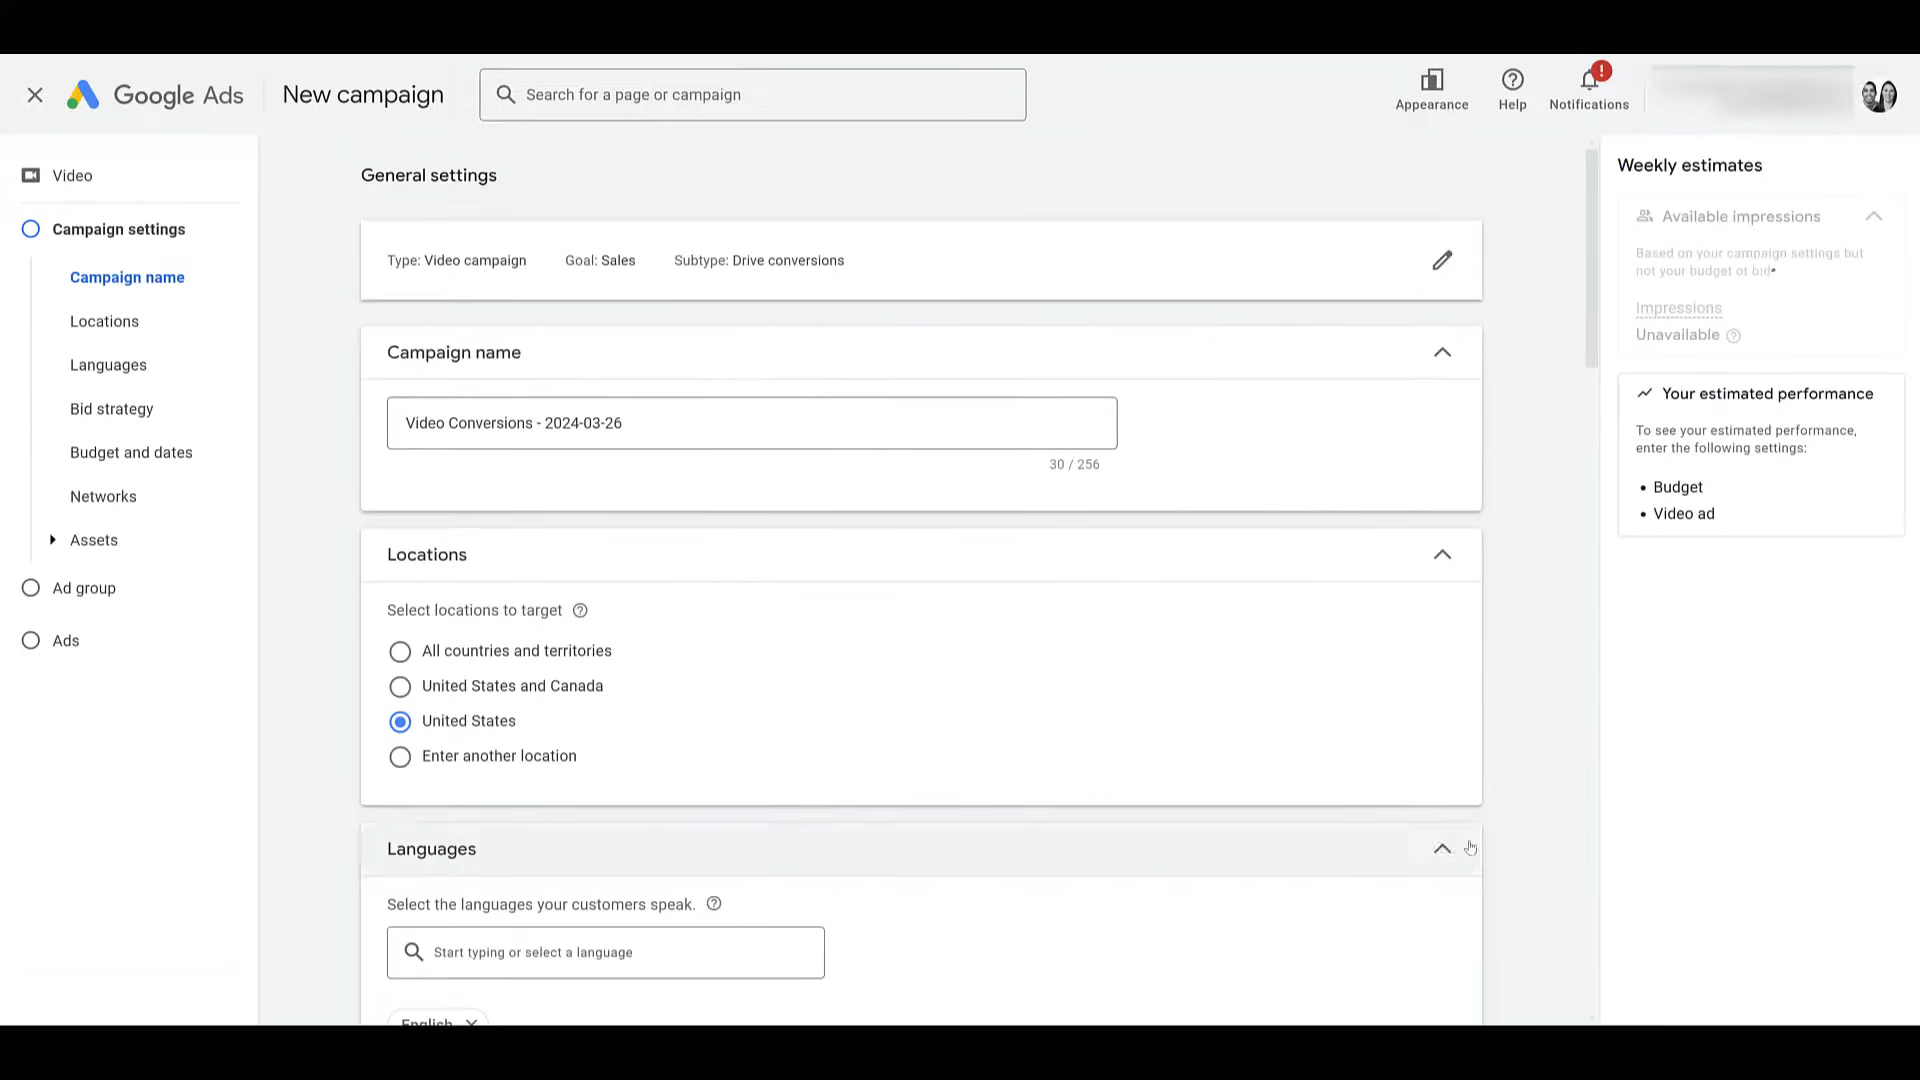 Google Ads
New campaign
Search for a page or campaign
Appearance
Help
!
Notifications
Video
Campaign settings
Campaign name
Locations
Languages
Bid strategy
Budget and dates
Networks
Assets
Ad group
Ads
General settings
Type: Video campaign
Goal: Sales
Subtype: Drive conversions
Campaign name
Video Conversions - 2024-03-26
30 / 256
Locations
Select locations to target
All countries and territories
United States and Canada
United States
Enter another location
Languages
Select the languages your customers speak.
Start typing or select a language
English
Weekly estimates
Available impressions
Based on your campaign settings but
not your budget or bid*
Impressions
Unavailable
Your estimated performance
To see your estimated performance,
enter the following settings:
• Budget
• Video ad